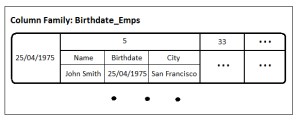 Column Family: Birthdate_Emps
5 33 •••
25/04/1975 Name Birthdate City ••• •••
John Smith 25/04/1975 San Francisco
• • •